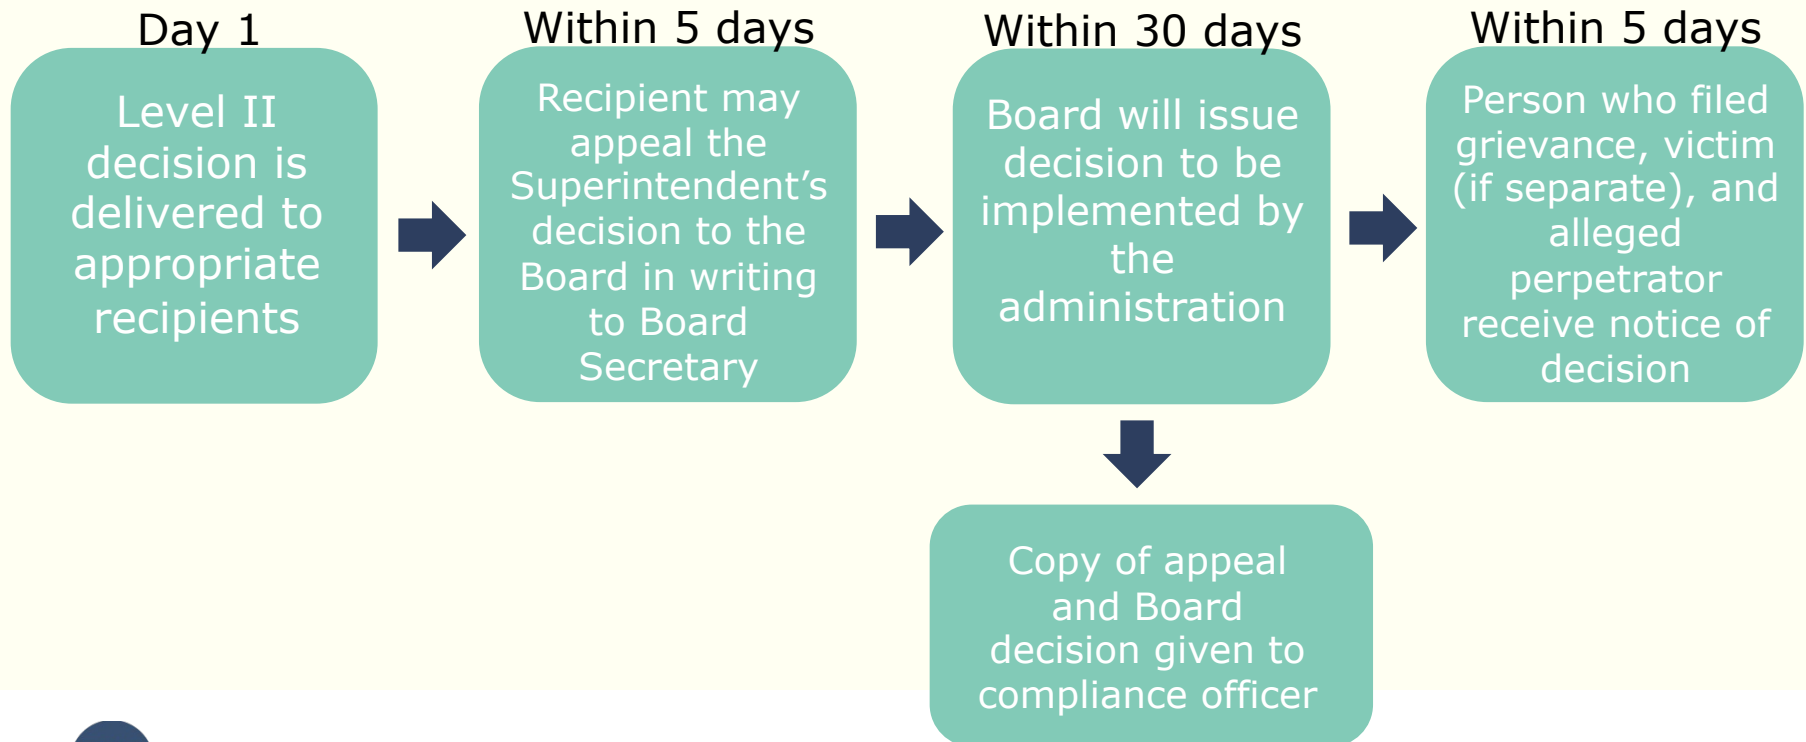 Day 1
Level II
decision is
delivered to
appropriate
recipients
Within 5 days
Recipient may
appeal the
Superintendent’s
decision to the
Board in writing
to Board
Secretary
Within 30 days
Board will issue
decision to be
implemented by
the
administration
Within 5 days
Person who filed
grievance, victim
(if separate), and
alleged
perpetrator
receive notice of
decision
Copy of appeal
and Board
decision given to
compliance officer